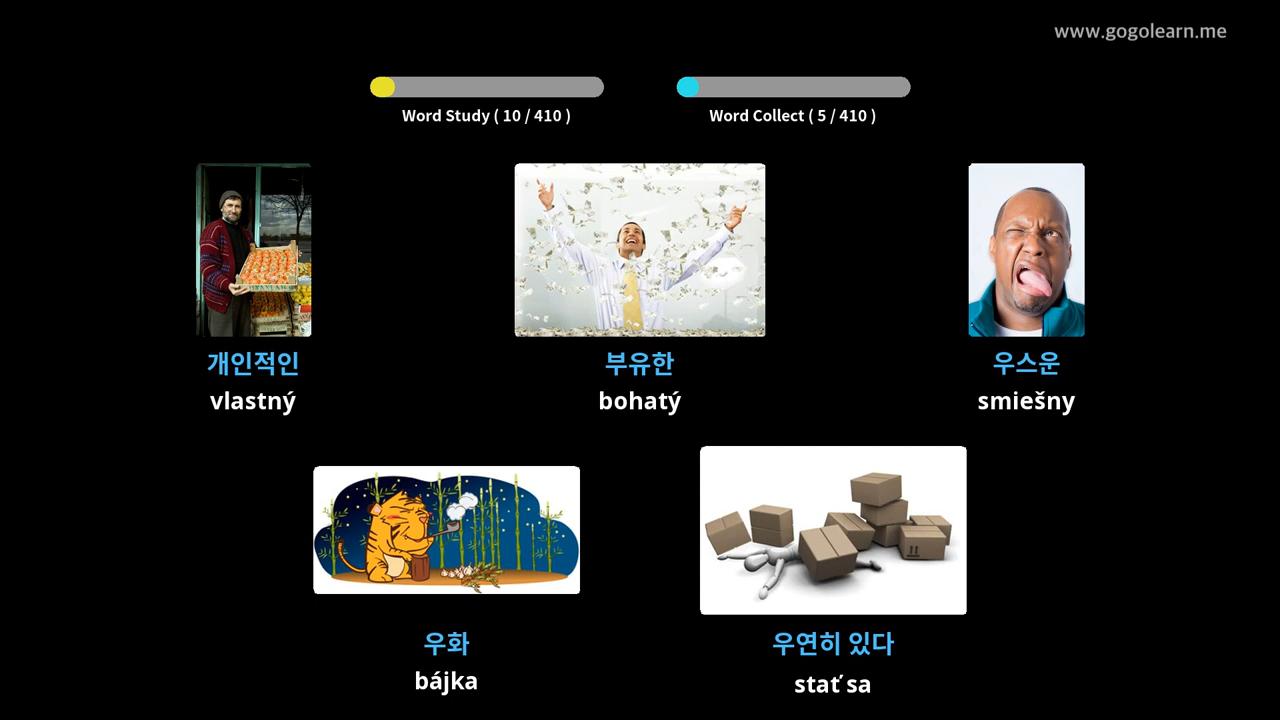 www.gogolearn.me
Word Study ( 10 / 410 )
Word Collect ( 5 / 410 )
개인적인
vlastný
부유한
bohatý
우스운
smiešny
우화
bájka
우연히 있다
stať sa